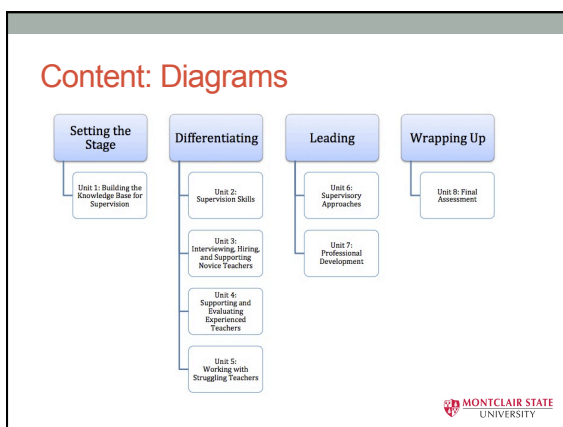 Content: Diagrams
Setting the
Stage
Unit 1: Building the
Knowledge Base for
Supervision
Differentiating
Unit 2:
Supervision Skills
Unit 3:
Interviewing, Hiring,
and Supporting
Novice Teachers
Unit 4:
Supporting and
Evaluating
Experienced
Teachers
Unit 5:
Working with
Struggling Teachers
Leading
Unit 6:
Supervisory
Approaches
Unit 7:
Professional
Development
Wrapping Up
Unit 8: Final
Assessment
MONTCLAIR STATE
UNIVERSITY